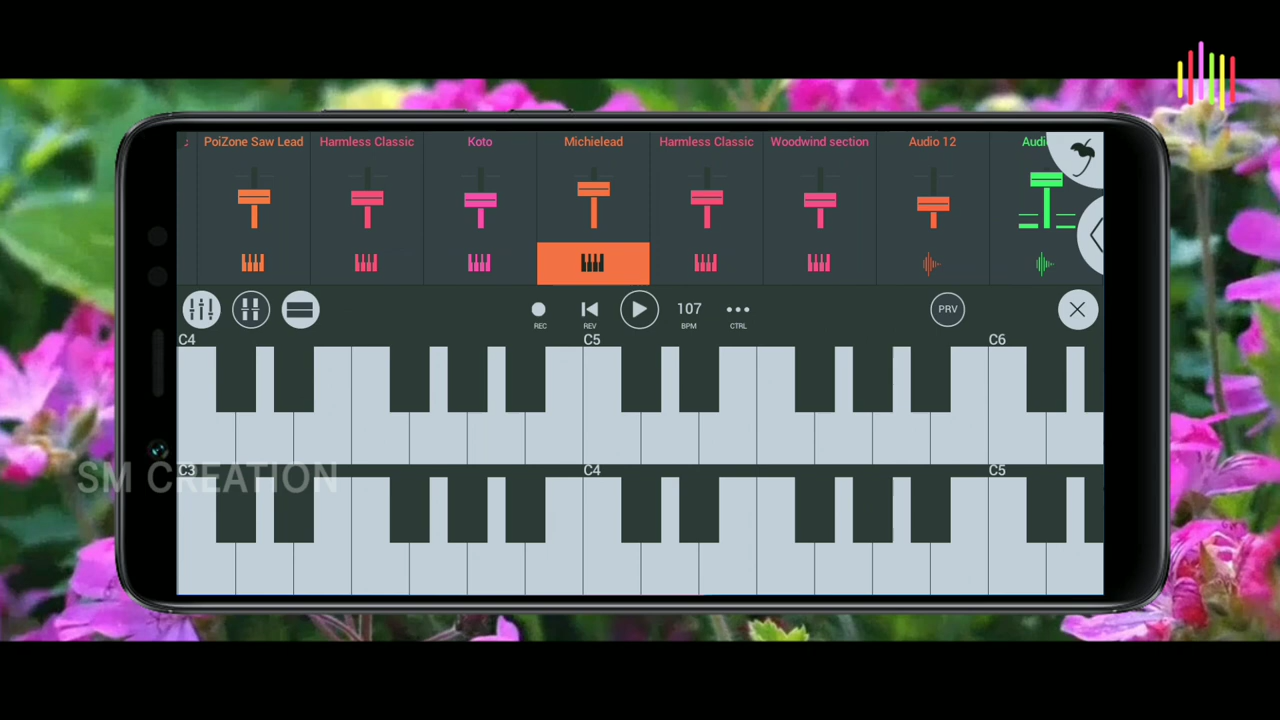 PoiZone Saw Lead Harmless Classic Koto Michielead Harmless Classic Woodwind section Audio 12 Audi
REC REV 107 BPM CTRL PRV
C4 C5 C6
C3 C4 C5
SM CREATION